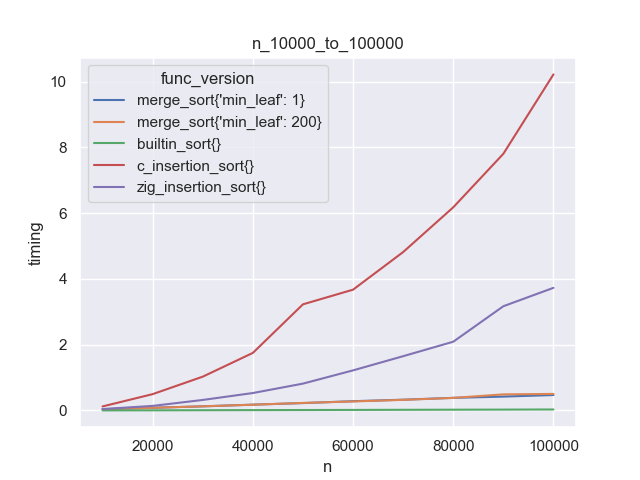 n_10000_to_100000
func_version
merge_sort{'min_leaf': 1}
merge_sort{'min_leaf': 200}
builtin_sort{}
c_insertion_sort{}
zig_insertion_sort{}
timing
10
8
6
4
2
0
20000 40000 60000 80000 100000
n